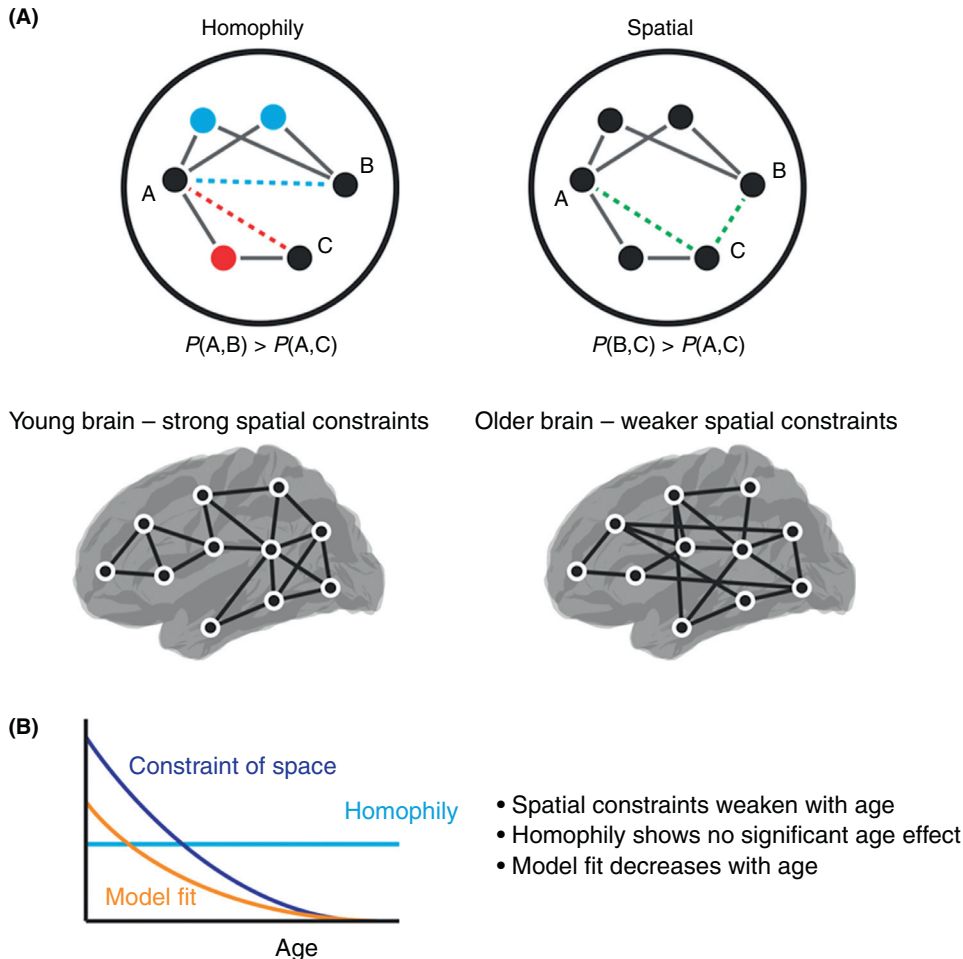 (A)
Homophily
Spatial
A
B
C
A
B
C
P(A,B) > P(A,C)
P(B,C) > P(A,C)
Young brain – strong spatial constraints
Older brain – weaker spatial constraints
(B)
Constraint of space
Homophily
Model fit
Age
• Spatial constraints weaken with age
• Homophily shows no significant age effect
• Model fit decreases with age